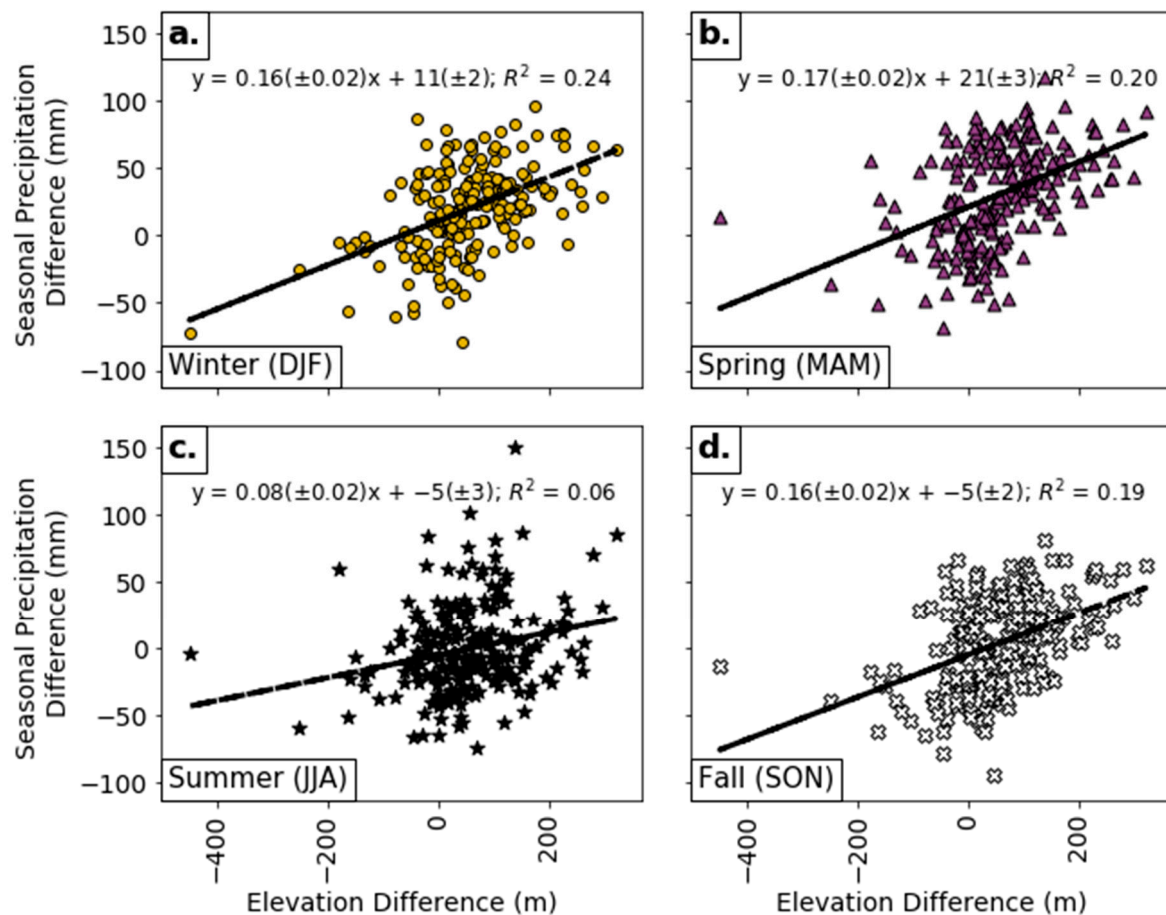 a.
y = 0.16(±0.02)x + 11(±2); R² = 0.24
150
100
50
0
−50
−100
Seasonal Precipitation
Difference (mm)
Winter (DJF)
b.
y = 0.17(±0.02)x + 21(±3); R² = 0.20
Spring (MAM)
c.
y = 0.08(±0.02)x + −5(±3); R² = 0.06
150
100
50
0
−50
−100
Seasonal Precipitation
Difference (mm)
Summer (JJA)
−400
−200
0
200
Elevation Difference (m)
d.
y = 0.16(±0.02)x + −5(±2); R² = 0.19
Fall (SON)
−400
−200
0
200
Elevation Difference (m)